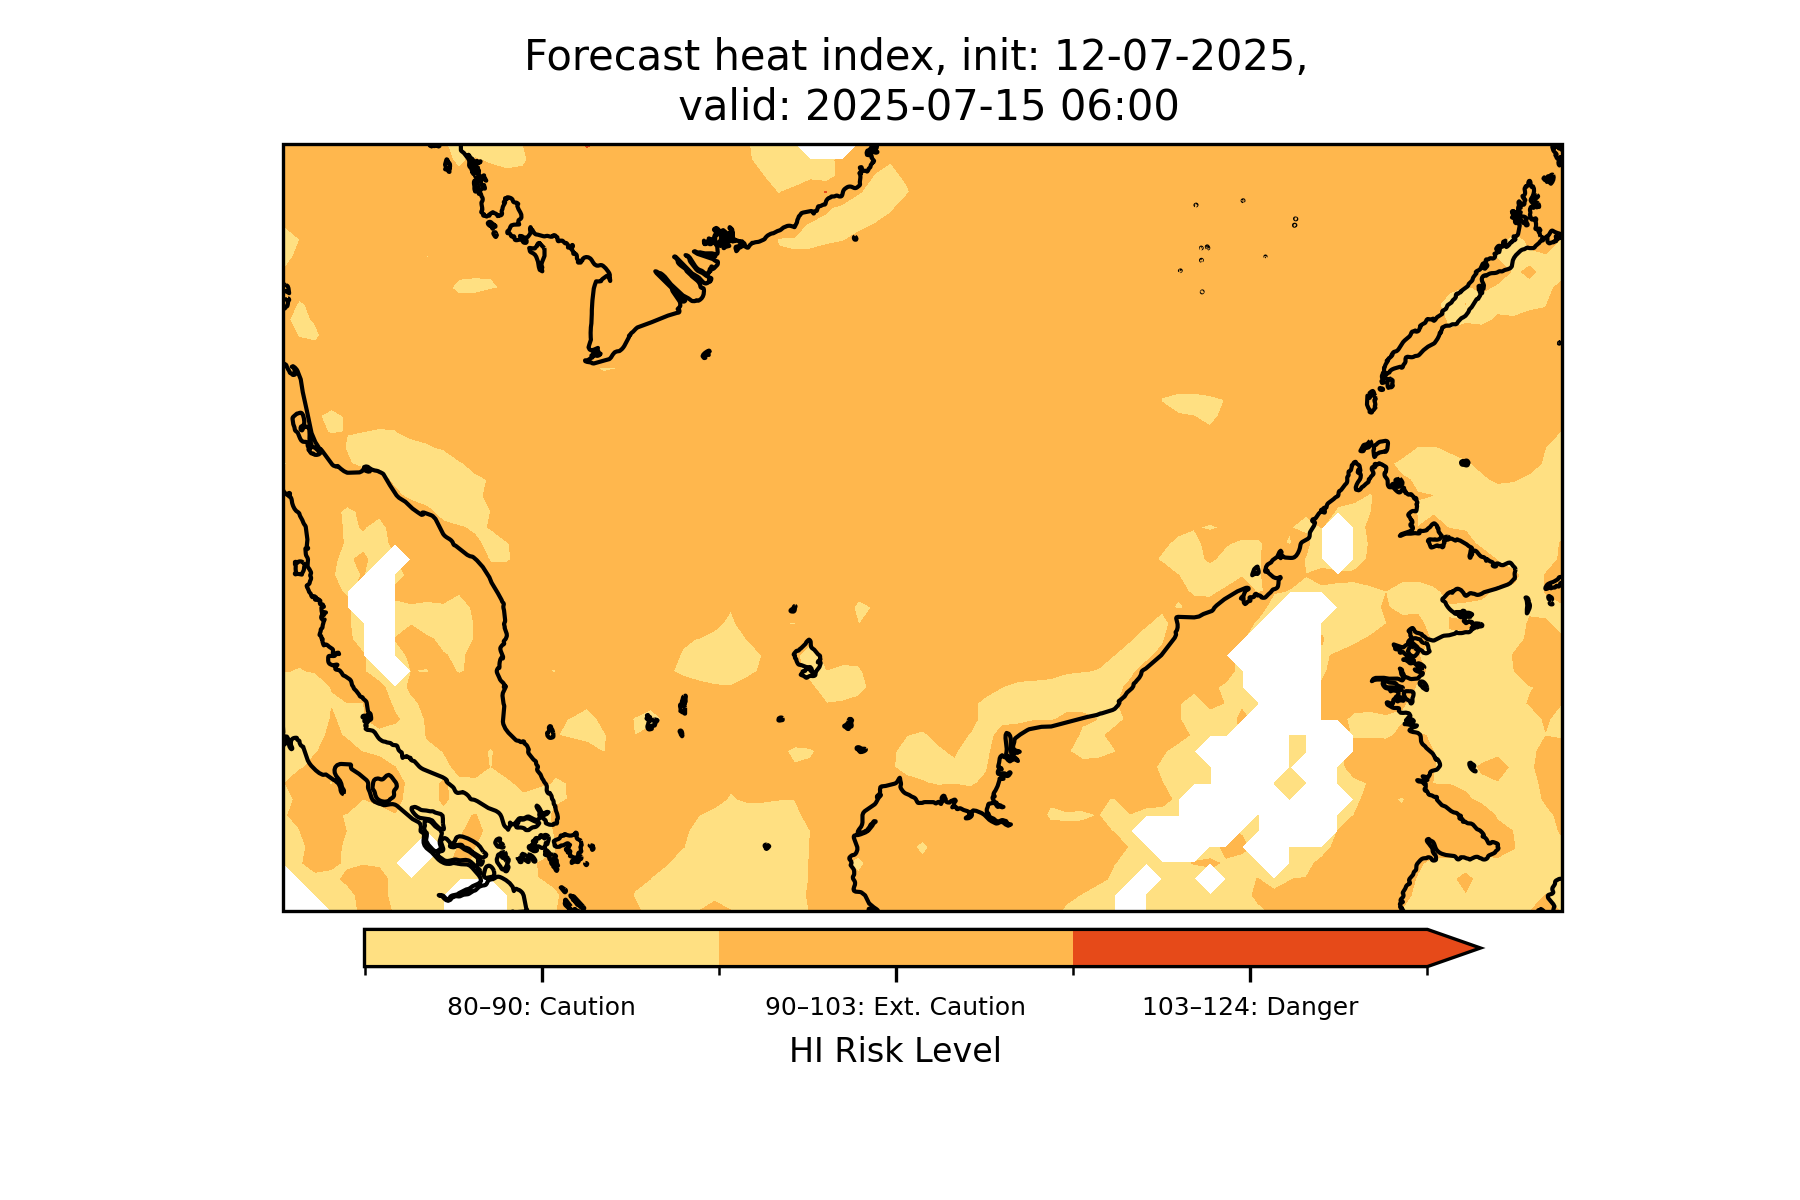 Forecast heat index, init: 12-07-2025,
valid: 2025-07-15 06:00
80–90: Caution
90–103: Ext. Caution
103–124: Danger
HI Risk Level